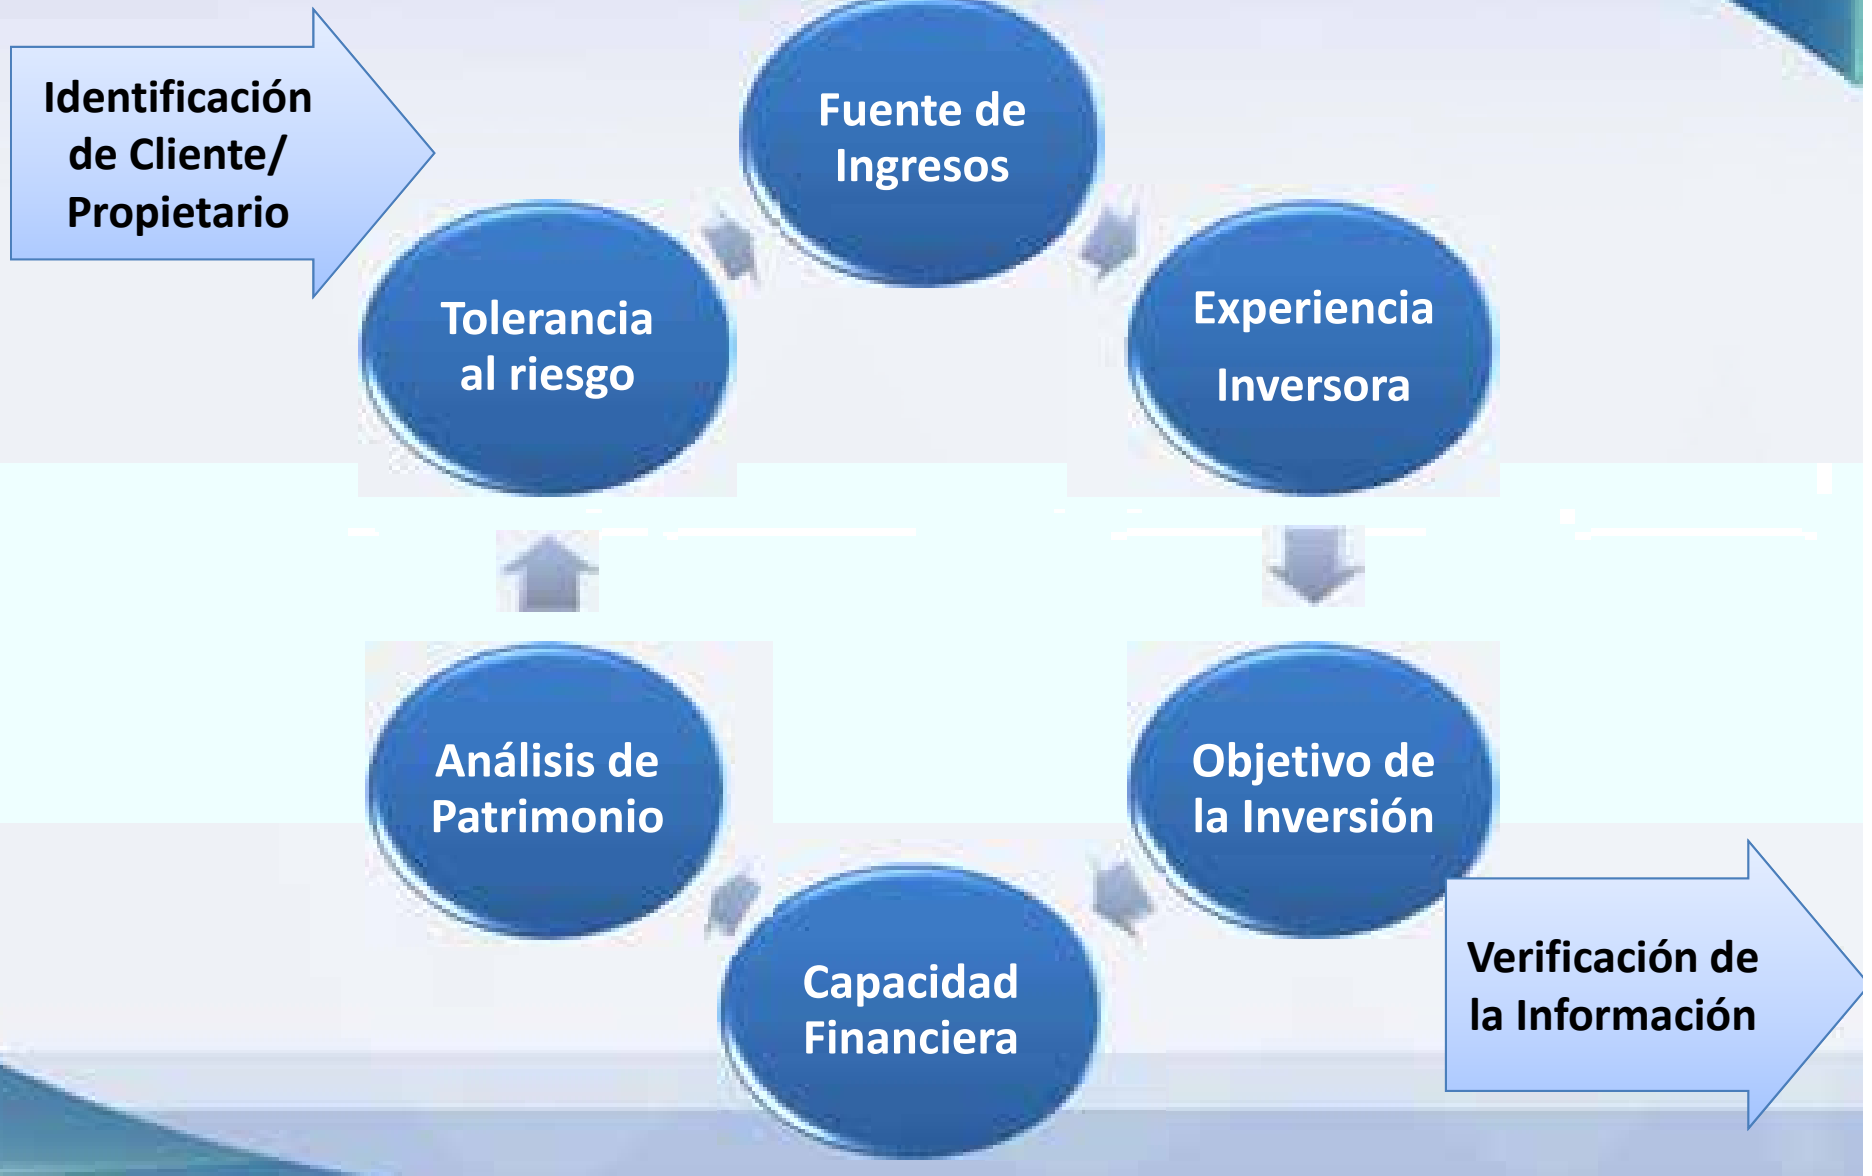 Identificación
de Cliente/
Propietario
Fuente de
Ingresos
Experiencia
Inversora
Objetivo de
la Inversión
Capacidad
Financiera
Análisis de
Patrimonio
Tolerancia
al riesgo
Verificación de
la Información